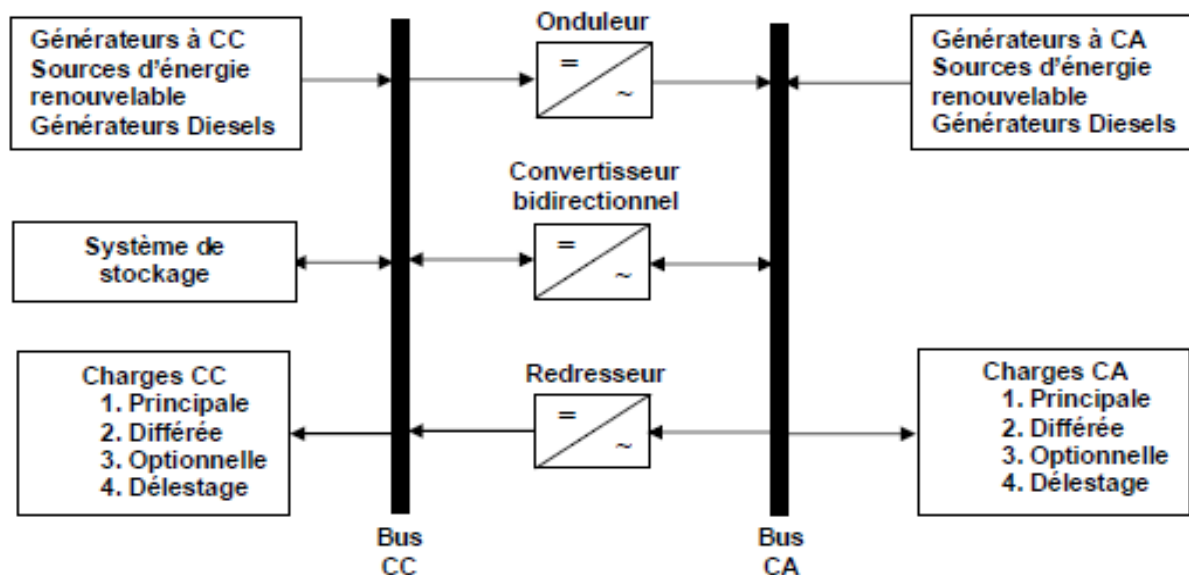 Générateurs à CC
Sources d'énergie
renouvelable
Générateurs Diesels
Onduleur
=
~
Générateurs à CA
Sources d'énergie
renouvelable
Générateurs Diesels
Système de
stockage
Convertisseur
bidirectionnel
=
~
Charges CC
1. Principale
2. Différée
3. Optionnelle
4. Délestage
Redresseur
=
~
Charges CA
1. Principale
2. Différée
3. Optionnelle
4. Délestage
Bus
CC
Bus
CA